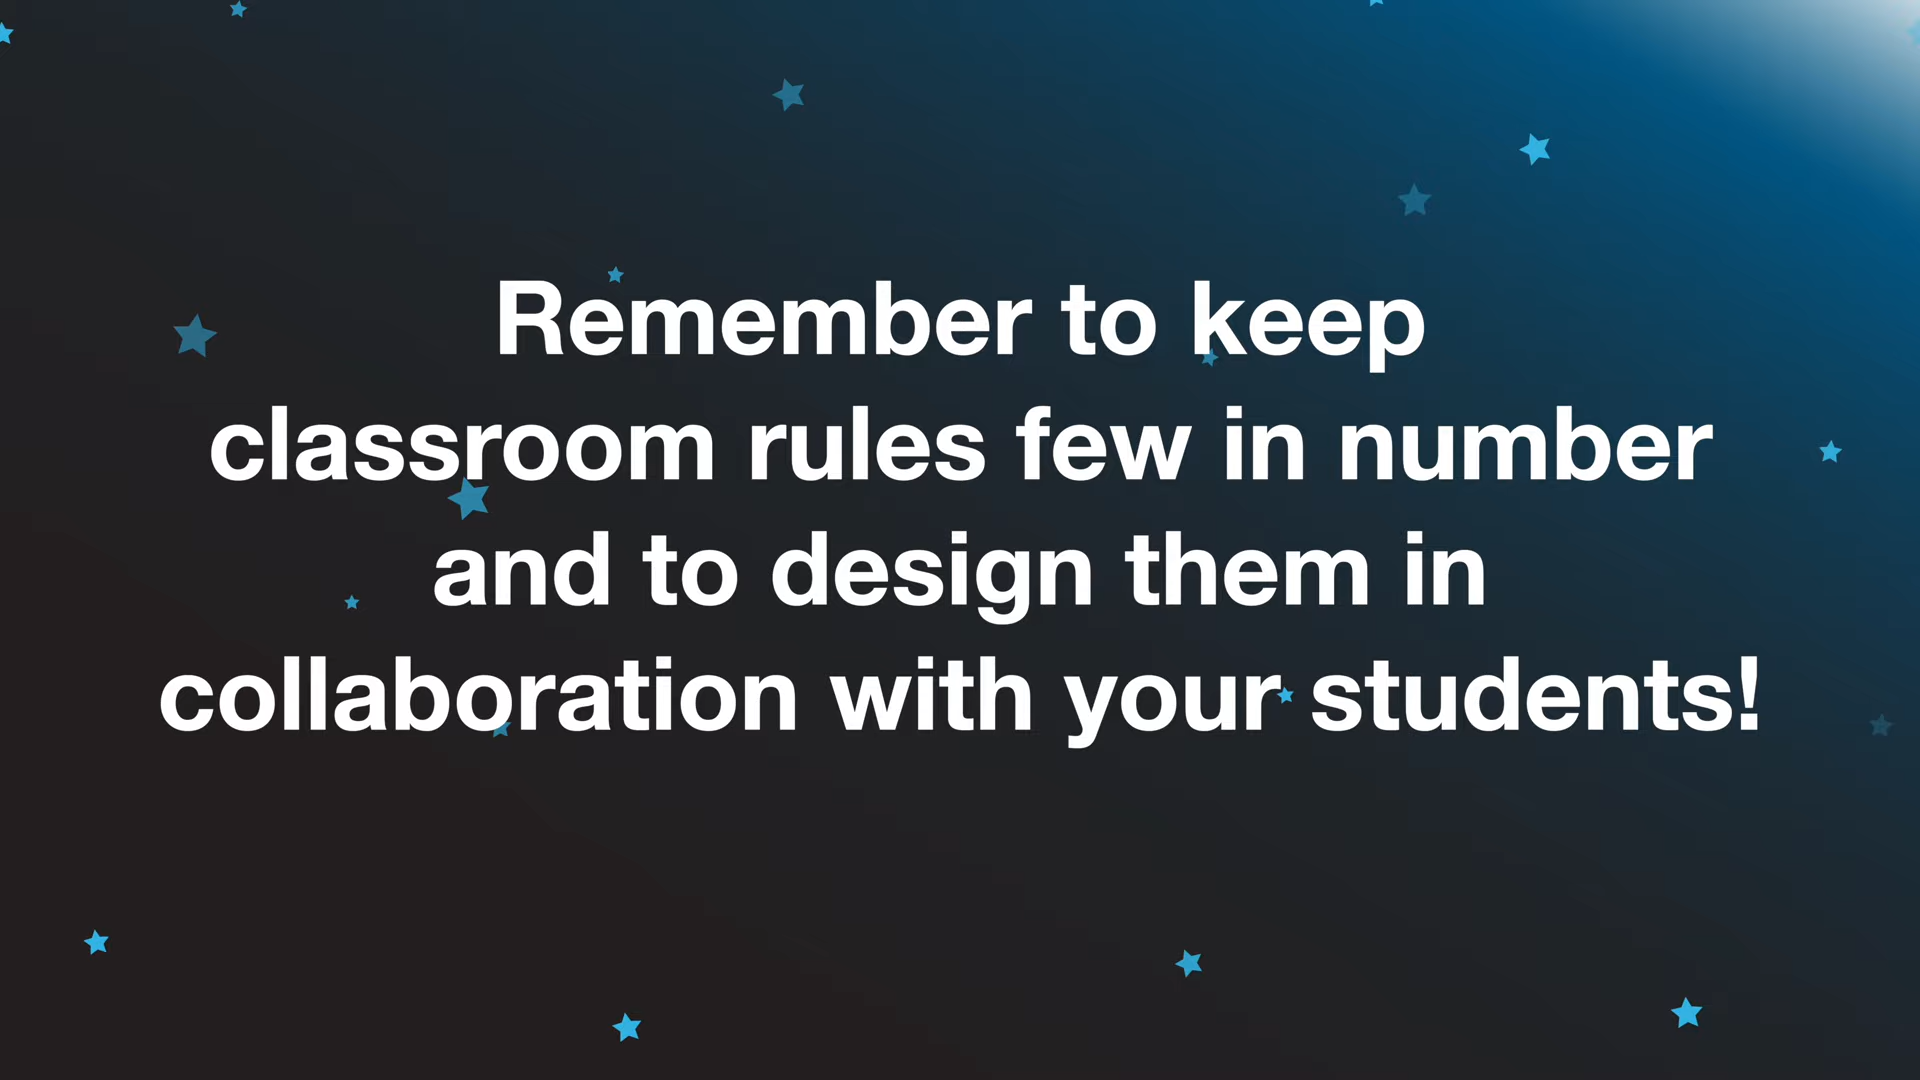 Remember to keep
classroom rules few in number
and to design them in
collaboration with your students!